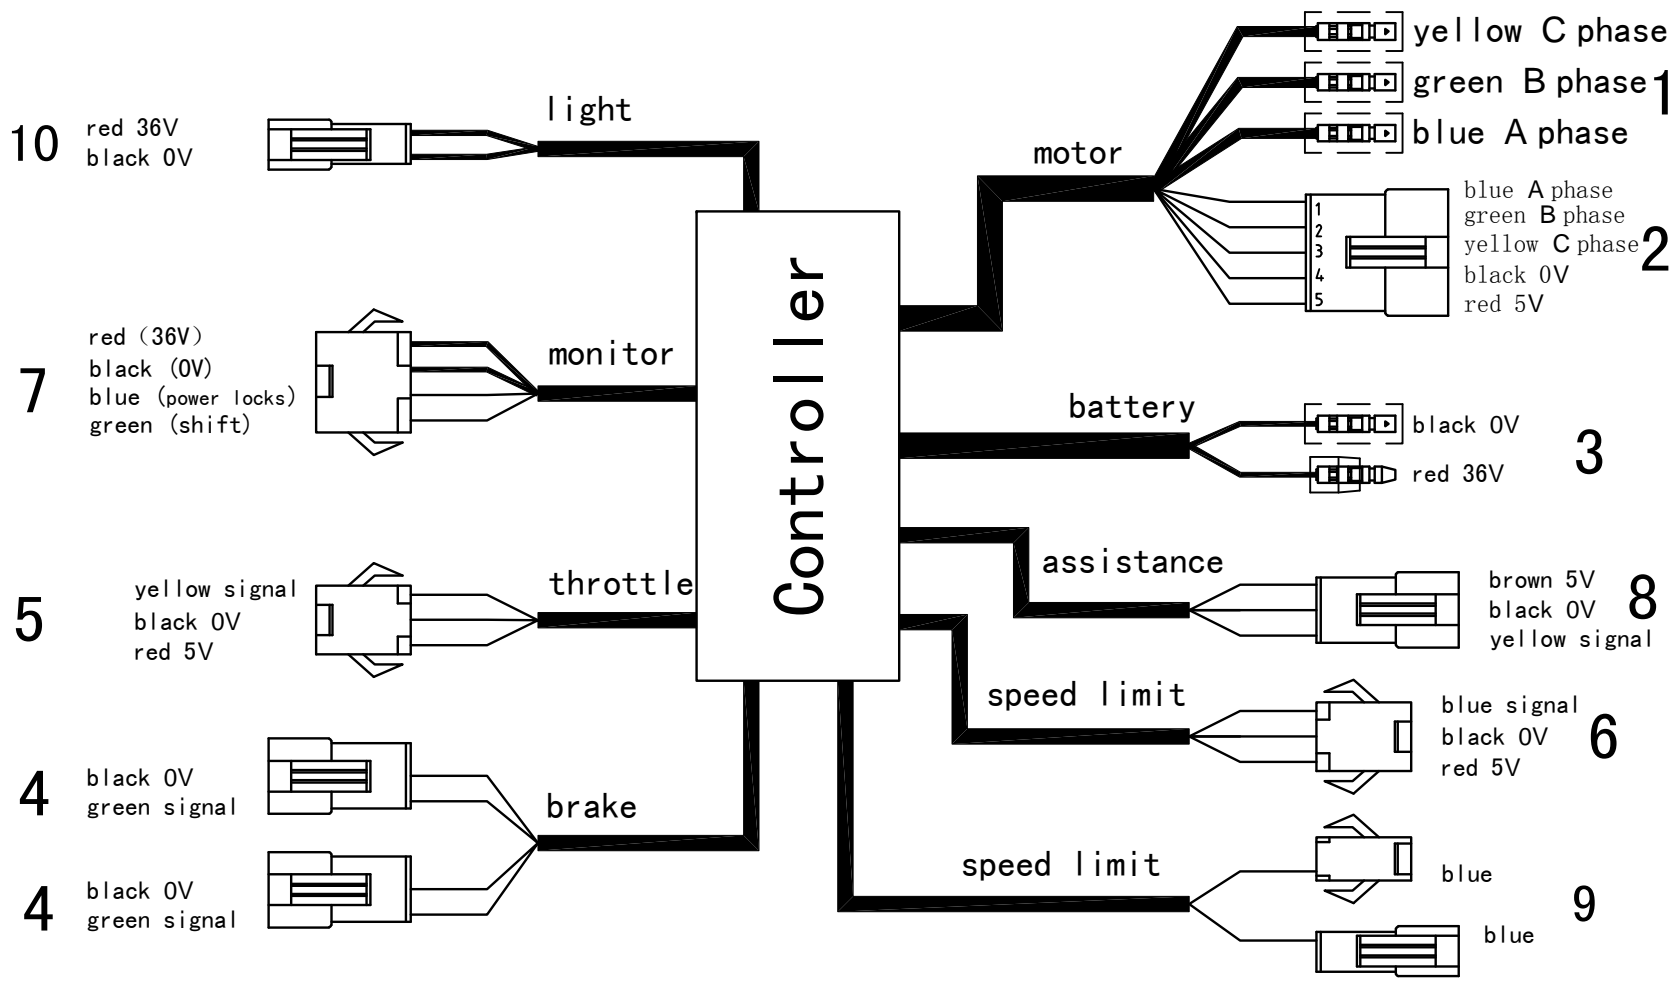 yellow C phase
green B phase
1
blue A phase
motor
light
10
red 36V
black 0V
1
2
3
4
5
blue A phase
green B phase
yellow C phase
black 0V
red 5V
2
Controller
7
red (36V)
black (0V)
blue (power locks)
green (shift)
monitor
battery
black 0V
red 36V
3
5
yellow signal
black 0V
red 5V
throttle
assistance
brown 5V
black 0V
yellow signal
8
speed limit
blue signal
black 0V
red 5V
6
4
black 0V
green signal
brake
4
black 0V
green signal
speed limit
blue
blue
9